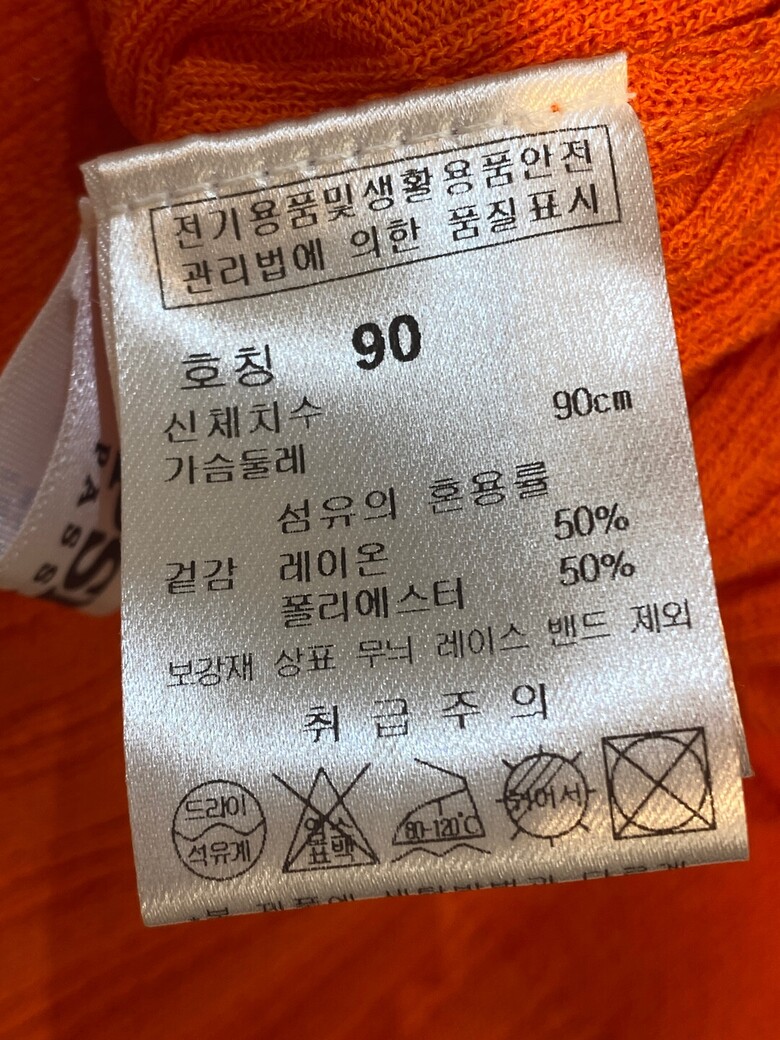 전기용품및생활용품안전
관리법에 의한 품질표시
호칭 90
신체치수 90cm
가슴둘레
섬유의 혼용률
겉감 레이온 50%
폴리에스터 50%
보강재 상표 무늬 레이스 밴드 제외
취급주의
드라이
석유계
염소
표백
80-120℃
뉘어서